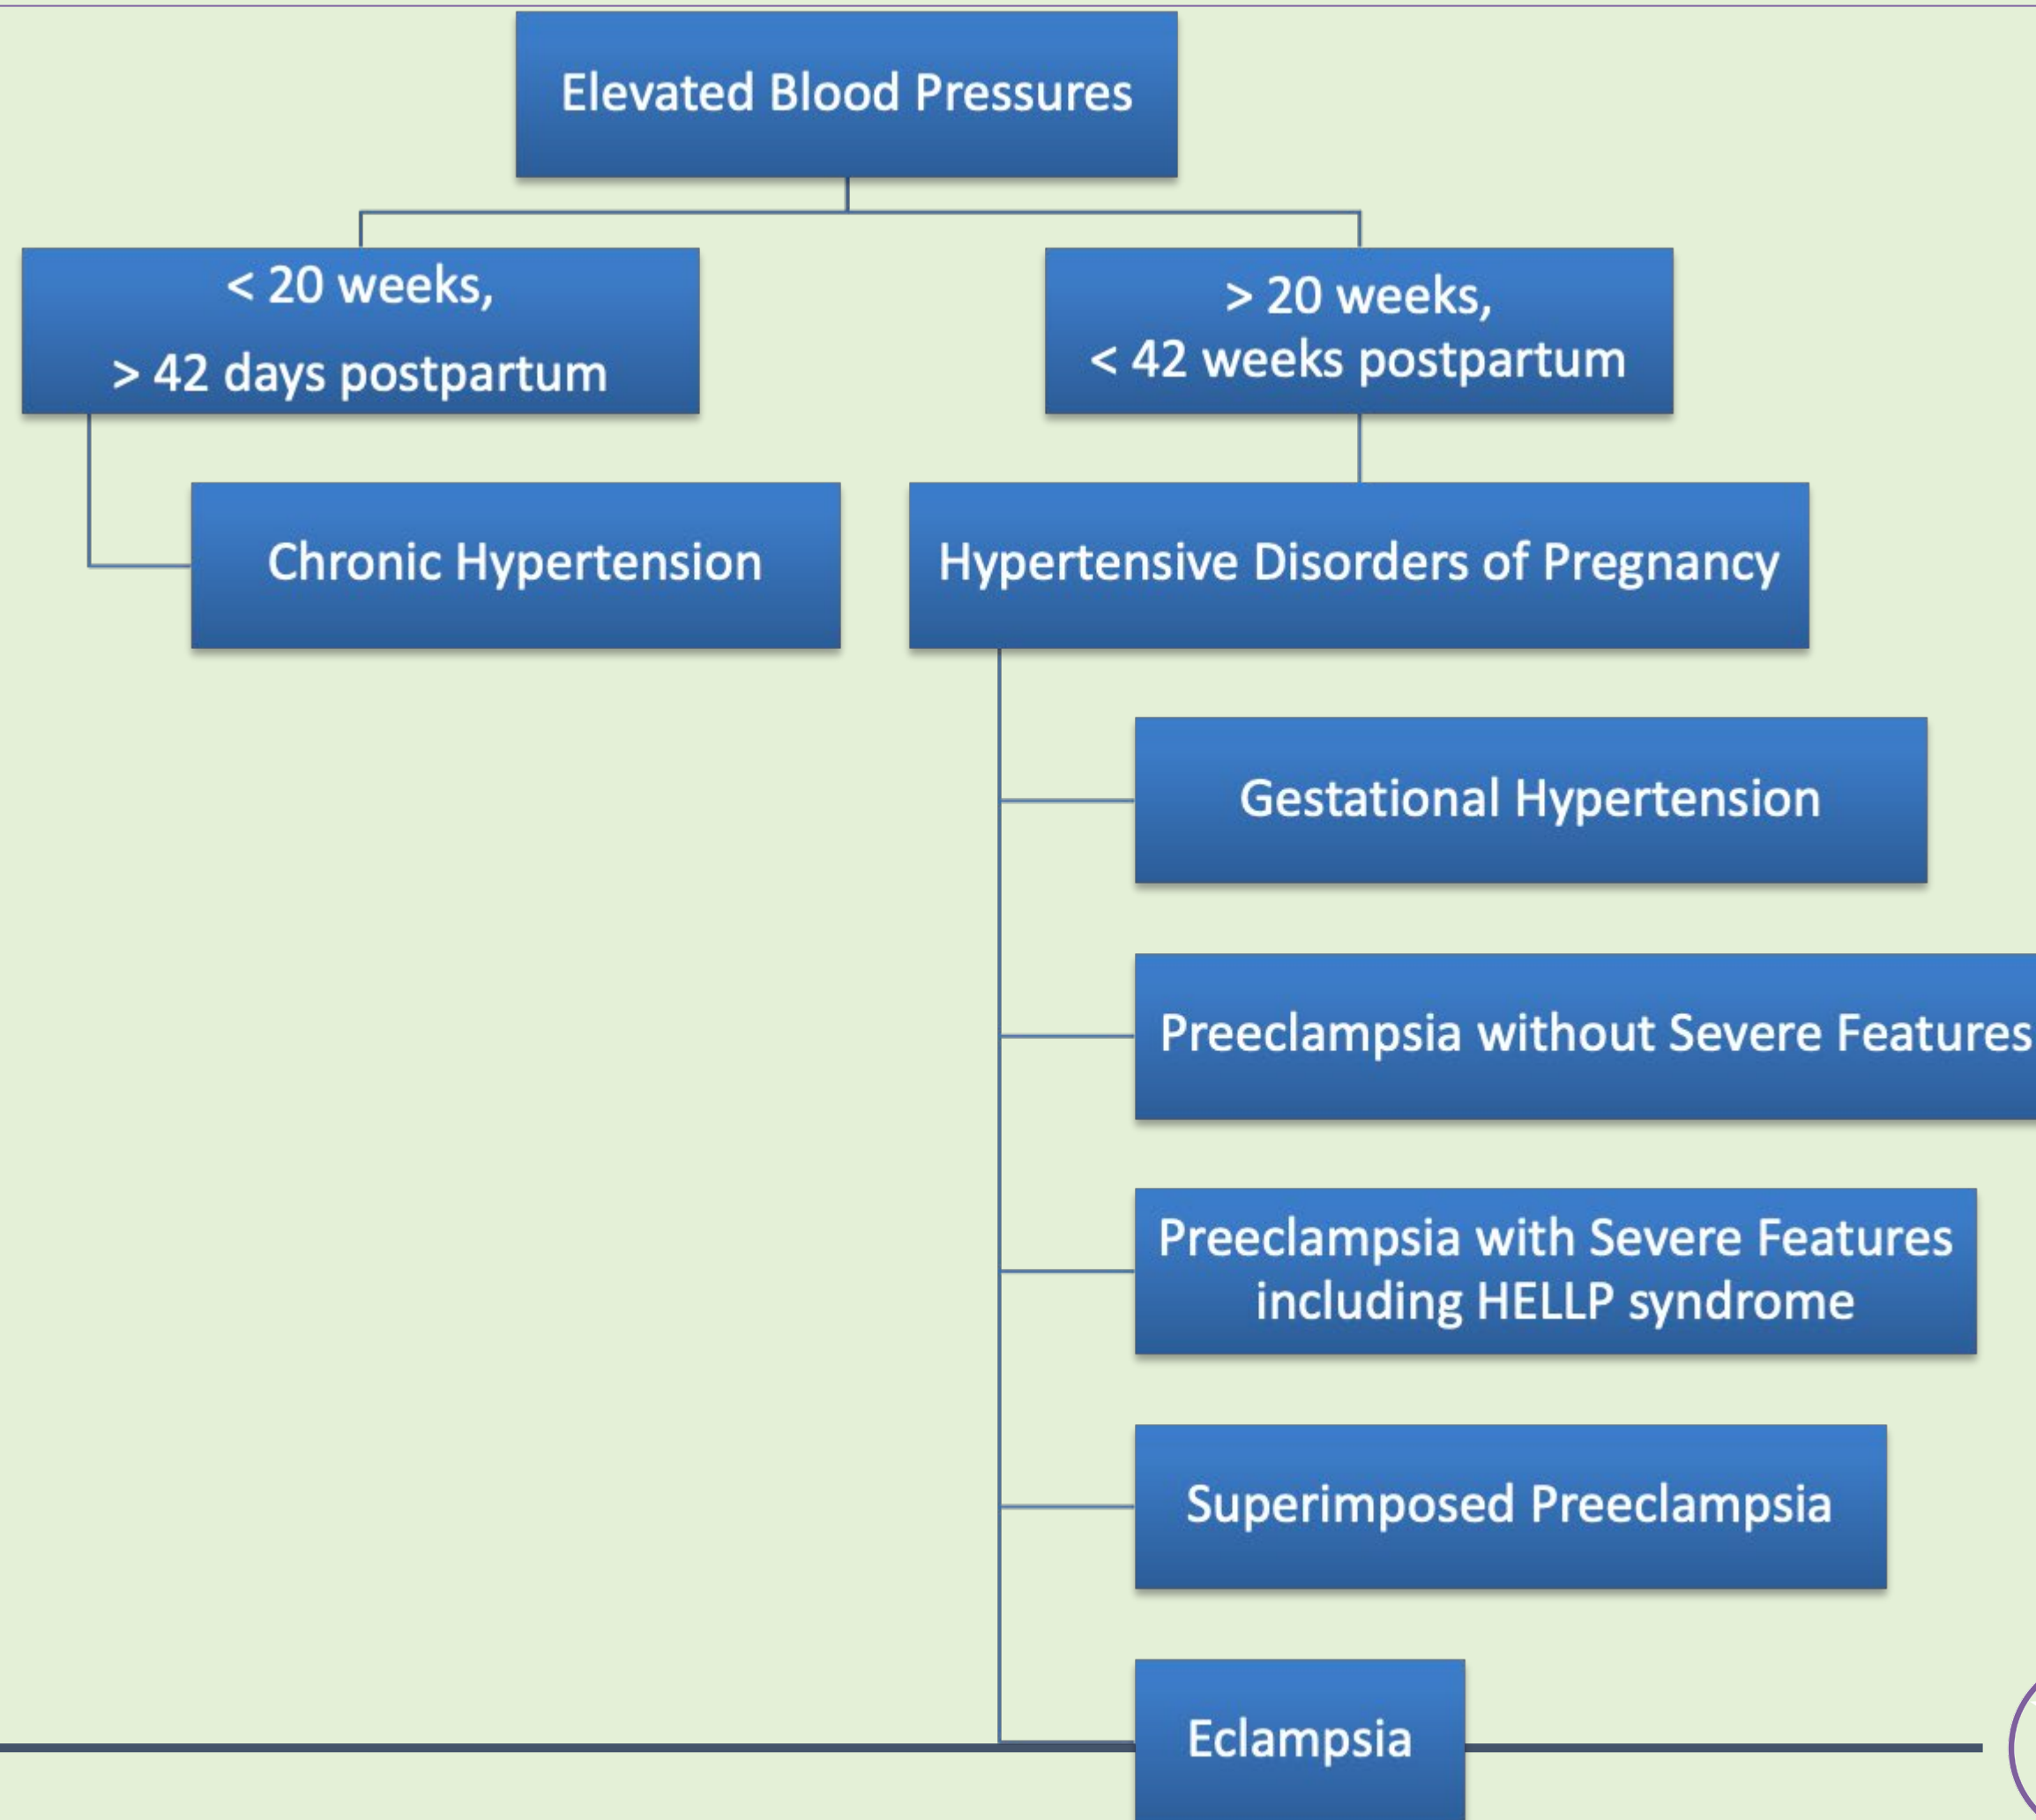 Elevated Blood Pressures
< 20 weeks,
> 42 days postpartum
> 20 weeks,
< 42 weeks postpartum
Chronic Hypertension
Hypertensive Disorders of Pregnancy
Gestational Hypertension
Preeclampsia without Severe Features
Preeclampsia with Severe Features
including HELLP syndrome
Superimposed Preeclampsia
Eclampsia